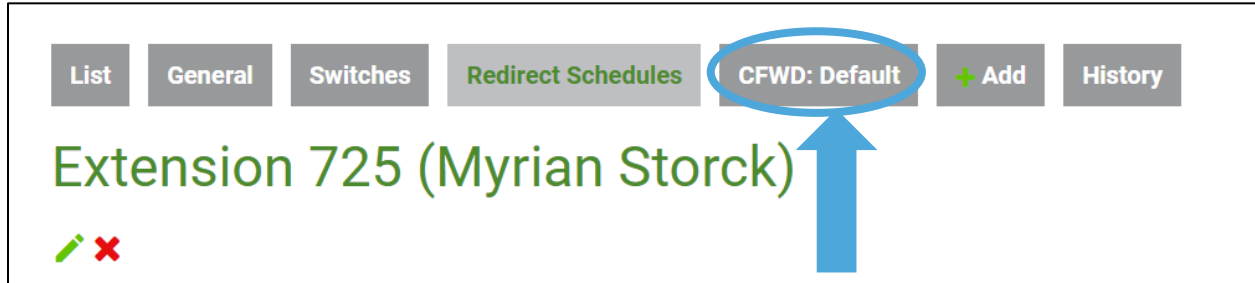 List General Switches Redirect Schedules CFWD: Default + Add History
Extension 725 (Myrian Storck)